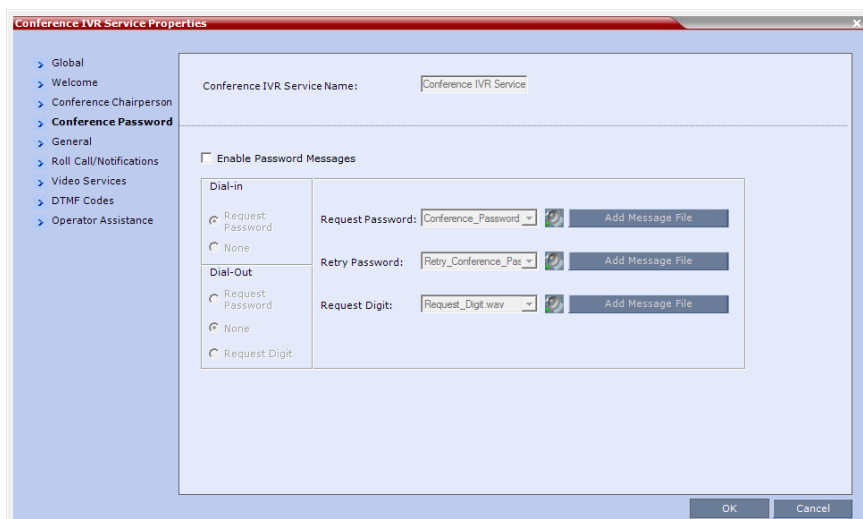 Conference IVR Service Properties
Global
Welcome
Conference Chairperson
Conference Password
General
Roll Call/Notifications
Video Services
DTMF Codes
Operator Assistance
Conference IVR Service Name: Conference IVR Service
Enable Password Messages
Dial-in
Request
Password
None
Dial-Out
Request
Password
None
Request Digit
Request Password: Conference_Password Add Message File
Retry Password: Retry_Conference_Pas Add Message File
Request Digit: Request_Digit.wav Add Message File
OK Cancel